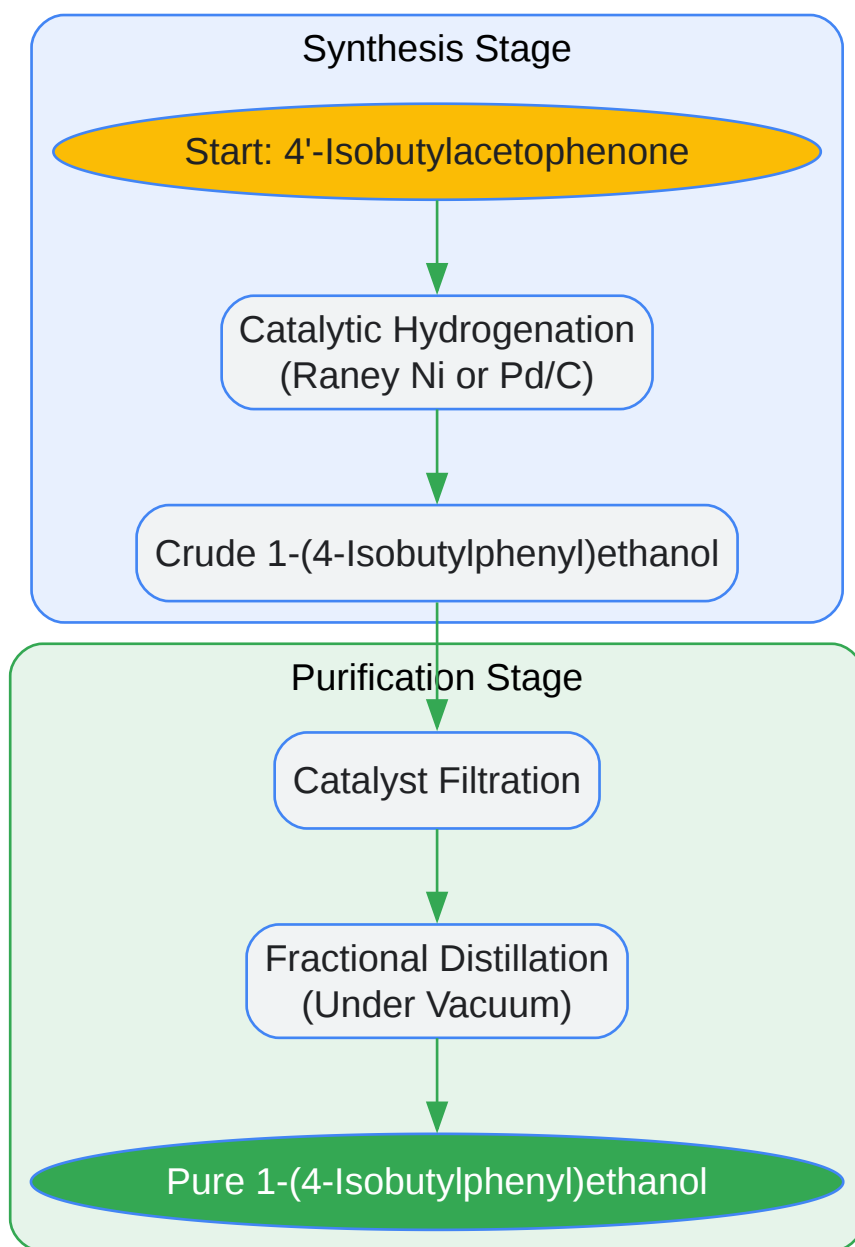 Synthesis Stage
Start: 4'-Isobutylacetophenone
Catalytic Hydrogenation
(Raney Ni or Pd/C)
Crude 1-(4-Isobutylphenyl)ethanol
Purification Stage
Catalyst Filtration
Fractional Distillation
(Under Vacuum)
Pure 1-(4-Isobutylphenyl)ethanol